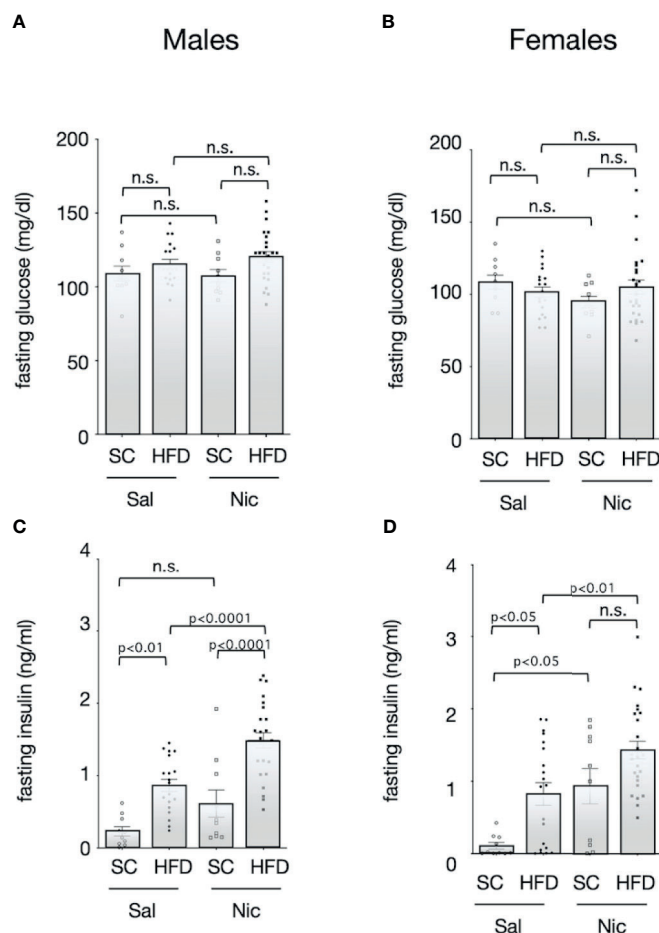 A
Males
B
Females
200
150
100
50
0
fasting glucose (mg/dl)
n.s.
n.s.
n.s.
n.s.
SC HFD SC HFD
Sal Nic
200
150
100
50
0
fasting glucose (mg/dl)
n.s.
n.s.
n.s.
n.s.
SC HFD SC HFD
Sal Nic
C
4
3
2
1
0
fasting insulin (ng/ml)
n.s.
p<0.0001
p<0.01
p<0.0001
SC HFD SC HFD
Sal Nic
D
4
3
2
1
0
fasting insulin (ng/ml)
p<0.01
p<0.05
n.s.
p<0.05
SC HFD SC HFD
Sal Nic